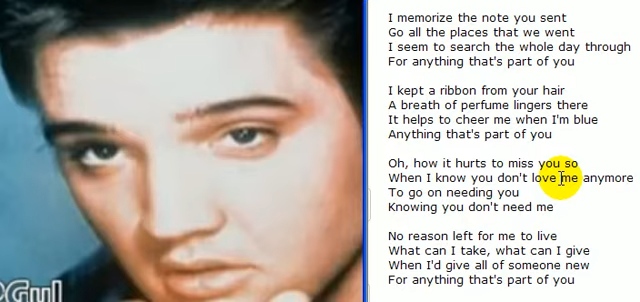 I memorize the note you sent
Go all the places that we went
I seem to search the whole day through
For anything that's part of you

I kept a ribbon from your hair
A breath of perfume lingers there
It helps to cheer me when I'm blue
Anything that's part of you

Oh, how it hurts to miss you so
When I know you don't love me anymore
To go on needing you
Knowing you don't need me

No reason left for me to live
What can I take, what can I give
When I'd give all of someone new
For anything that's part of you